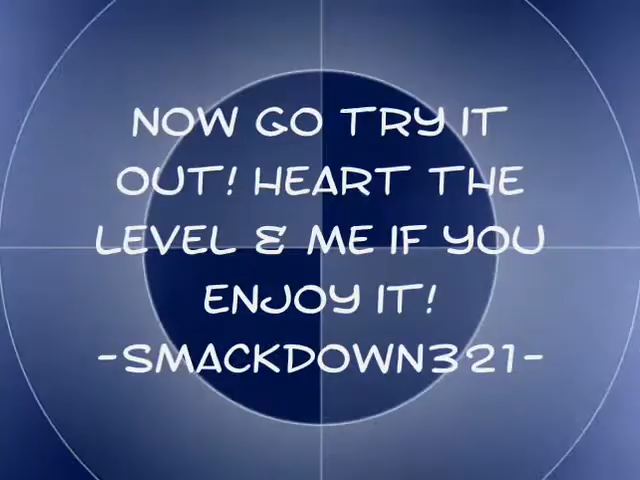 NOW GO TRY IT
OUT! HEART THE
LEVEL & ME IF YOU
ENJOY IT!
-SMACKDOWN321-